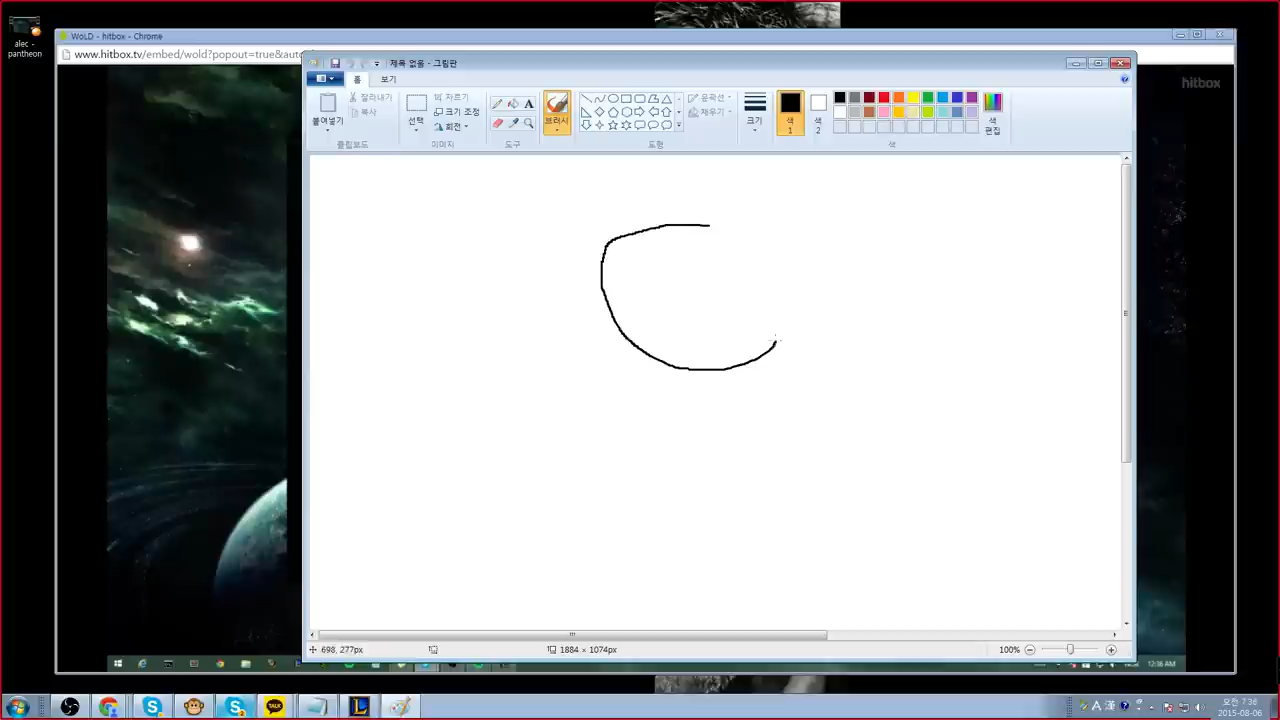 alec -
pantheon
WoLD - hitbox - Chrome
www.hitbox.tv/embed/wold?popout=true&auto
hitbox
제목 없음 - 그림판
홈
보기
붙여넣기
잘라내기
복사
클립보드
선택
자르기
크기 조정
회전
이미지
A
도구
브러시
윤곽선
채우기
도형
크기
색
1
색
2
색
편집
색
698, 277px
1884 × 1074px
100%
12:36 AM
TALK
A 漢
오전 7:36
2015-08-06